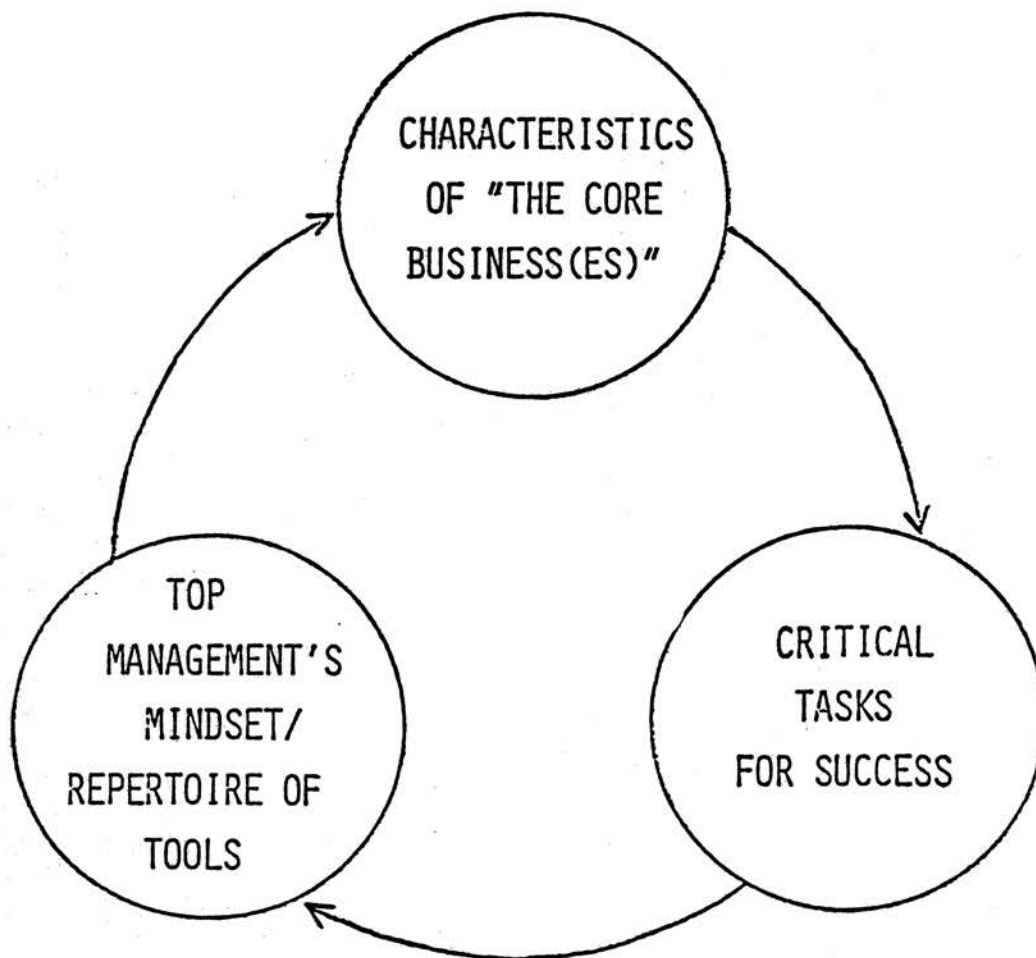 CHARACTERISTICS
OF "THE CORE
BUSINESS(ES)"
TOP
MANAGEMENT'S
MINDSET/
REPERTOIRE OF
TOOLS
CRITICAL
TASKS
FOR SUCCESS